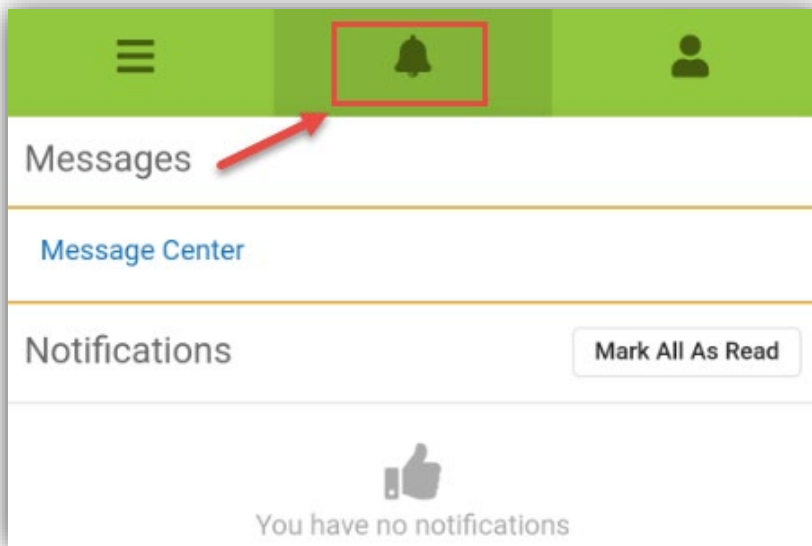 Messages
Message Center
Notifications
Mark All As Read
You have no notifications